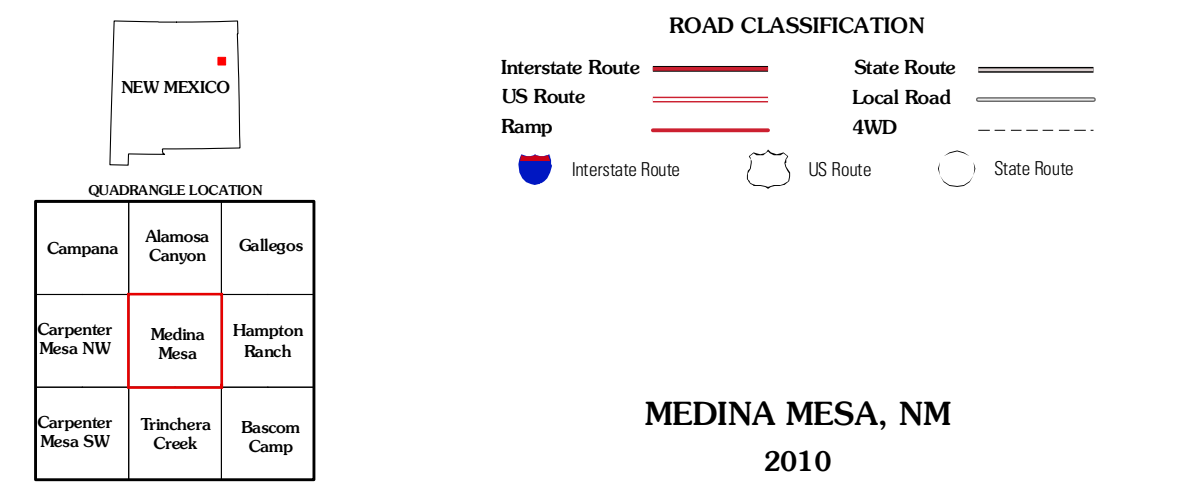 NEW MEXICO
QUADRANGLE LOCATION
Campana
Alamosa
Canyon
Gallegos
Carpenter
Mesa NW
Medina
Mesa
Hampton
Ranch
Carpenter
Mesa SW
Trinchera
Creek
Bascom
Camp
ROAD CLASSIFICATION
Interstate Route
State Route
US Route
Local Road
Ramp
4WD
Interstate Route
US Route
State Route
MEDINA MESA, NM
2010